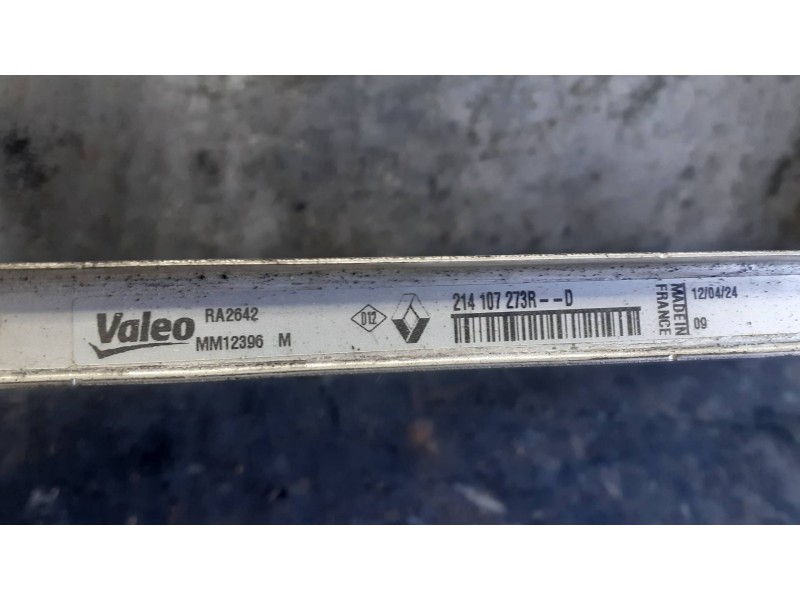 Valeo
RA2642
MM12396 M
D12
214 107 273R--D
MADE IN
FRANCE
12/04/24
09